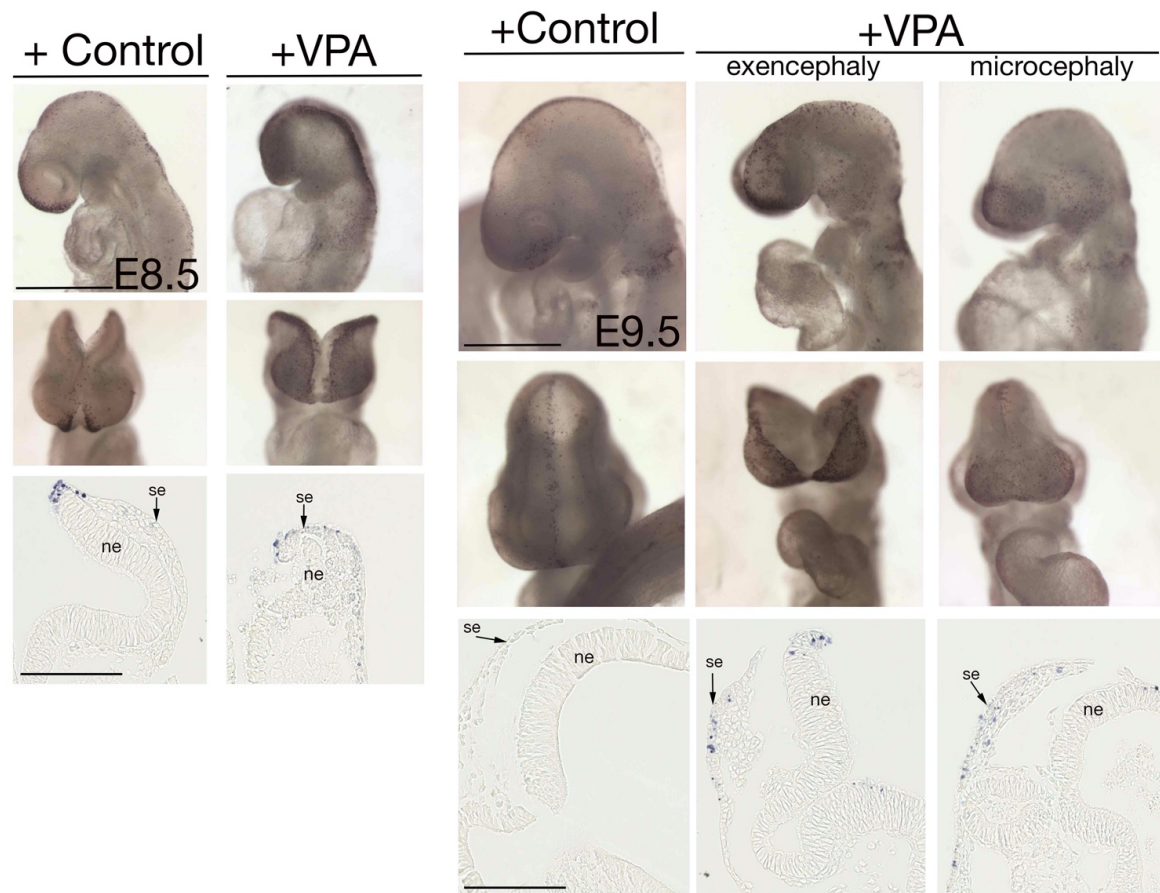 + Control
+VPA
E8.5
se
ne
se
ne
+Control
+VPA
exencephaly
microcephaly
E9.5
se
ne
se
ne
se
ne